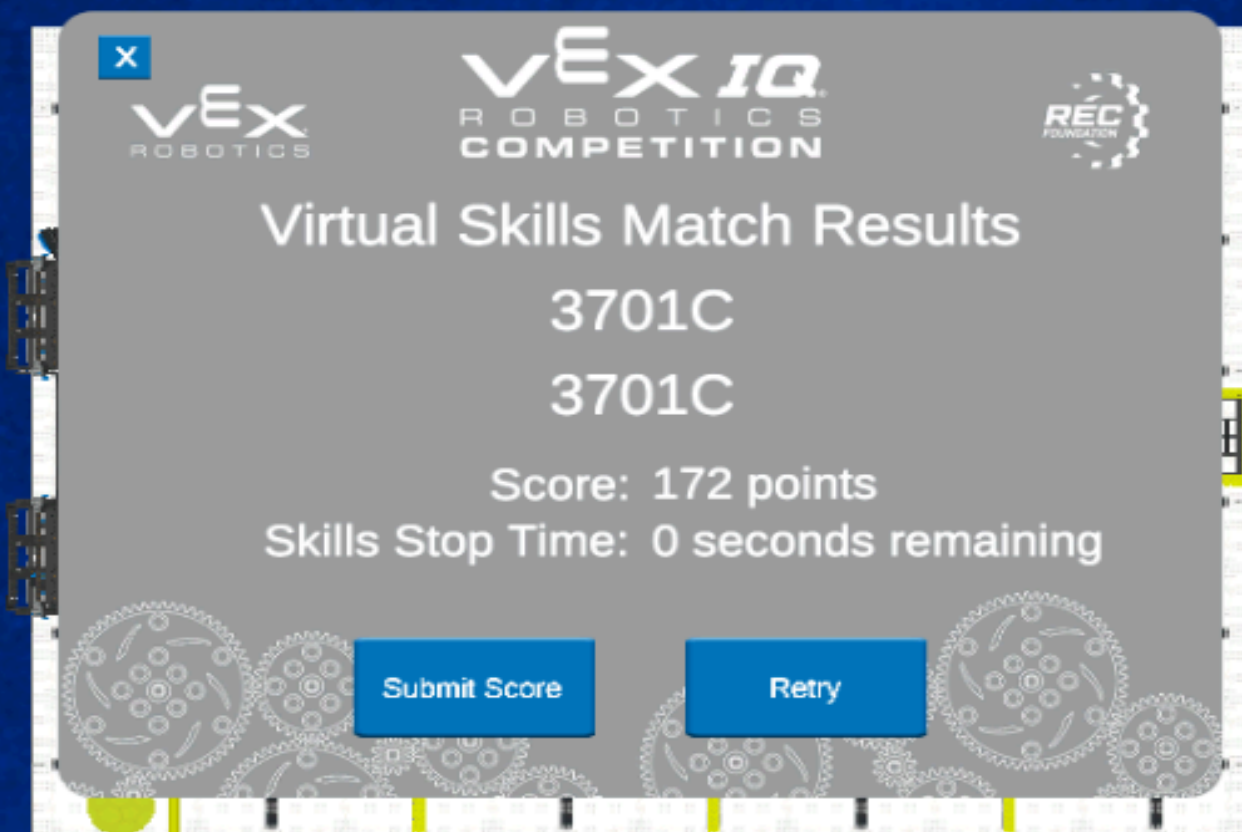 X
VEX IQ
ROBOTICS
COMPETITION
VEX
ROBOTICS
REC
FOUNDATION
Virtual Skills Match Results
3701C
3701C
Score: 172 points
Skills Stop Time: 0 seconds remaining
Submit Score
Retry